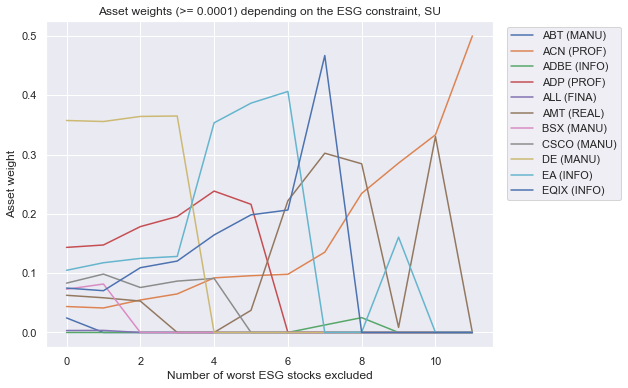 Asset weights (>= 0.0001) depending on the ESG constraint, SU
0.5
0.4
0.3
0.2
0.1
0.0
Asset weight
0 2 4 6 8 10
Number of worst ESG stocks excluded
ABT (MANU)
ACN (PROF)
ADBE (INFO)
ADP (PROF)
ALL (FINA)
AMT (REAL)
BSX (MANU)
CSCO (MANU)
DE (MANU)
EA (INFO)
EQIX (INFO)